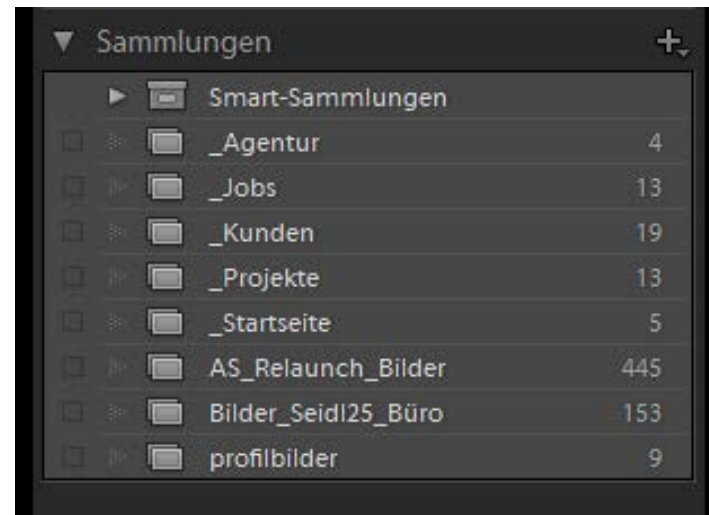 Sammlungen
Smart-Sammlungen
_Agentur 4
_Jobs 13
_Kunden 19
_Projekte 13
_Startseite 5
AS_Relaunch_Bilder 445
Bilder_Seidl25_Büro 153
profilbilder 9